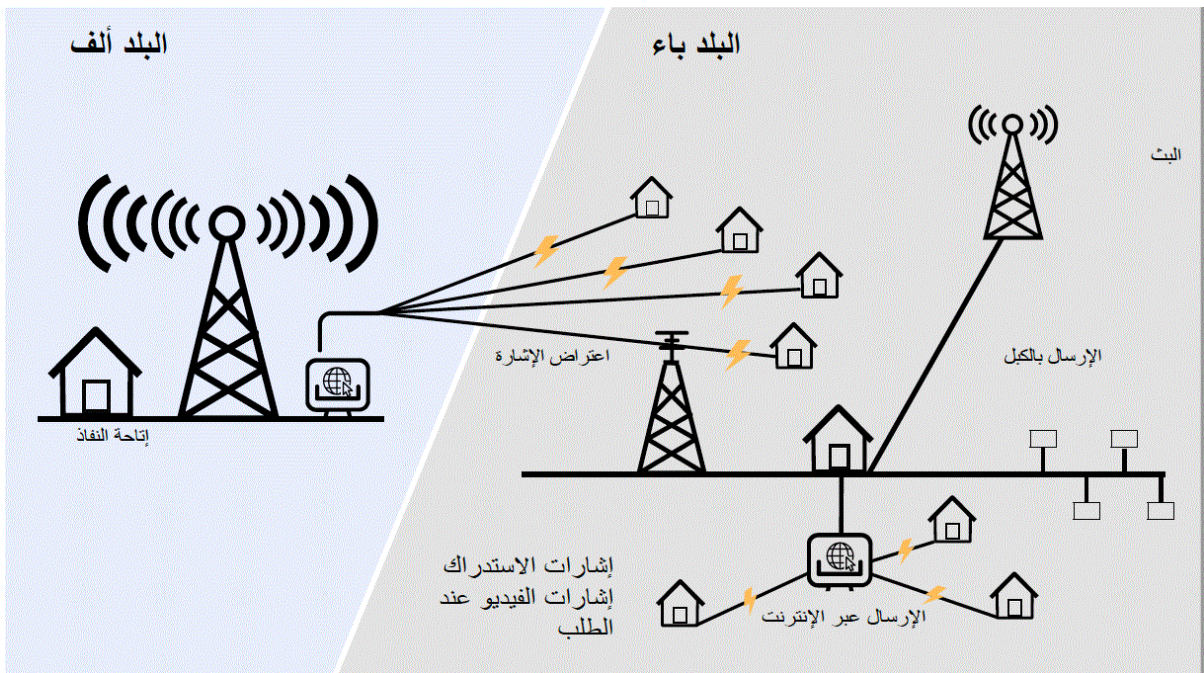 البلد باء
البلد ألف
البث
اعتراض الإشارة
الإرسال بالكبل
إتاحة النفاذ
إشارات الاستدراك
إشارات الفيديو عند
الطلب
الإرسال عبر الإنترنت